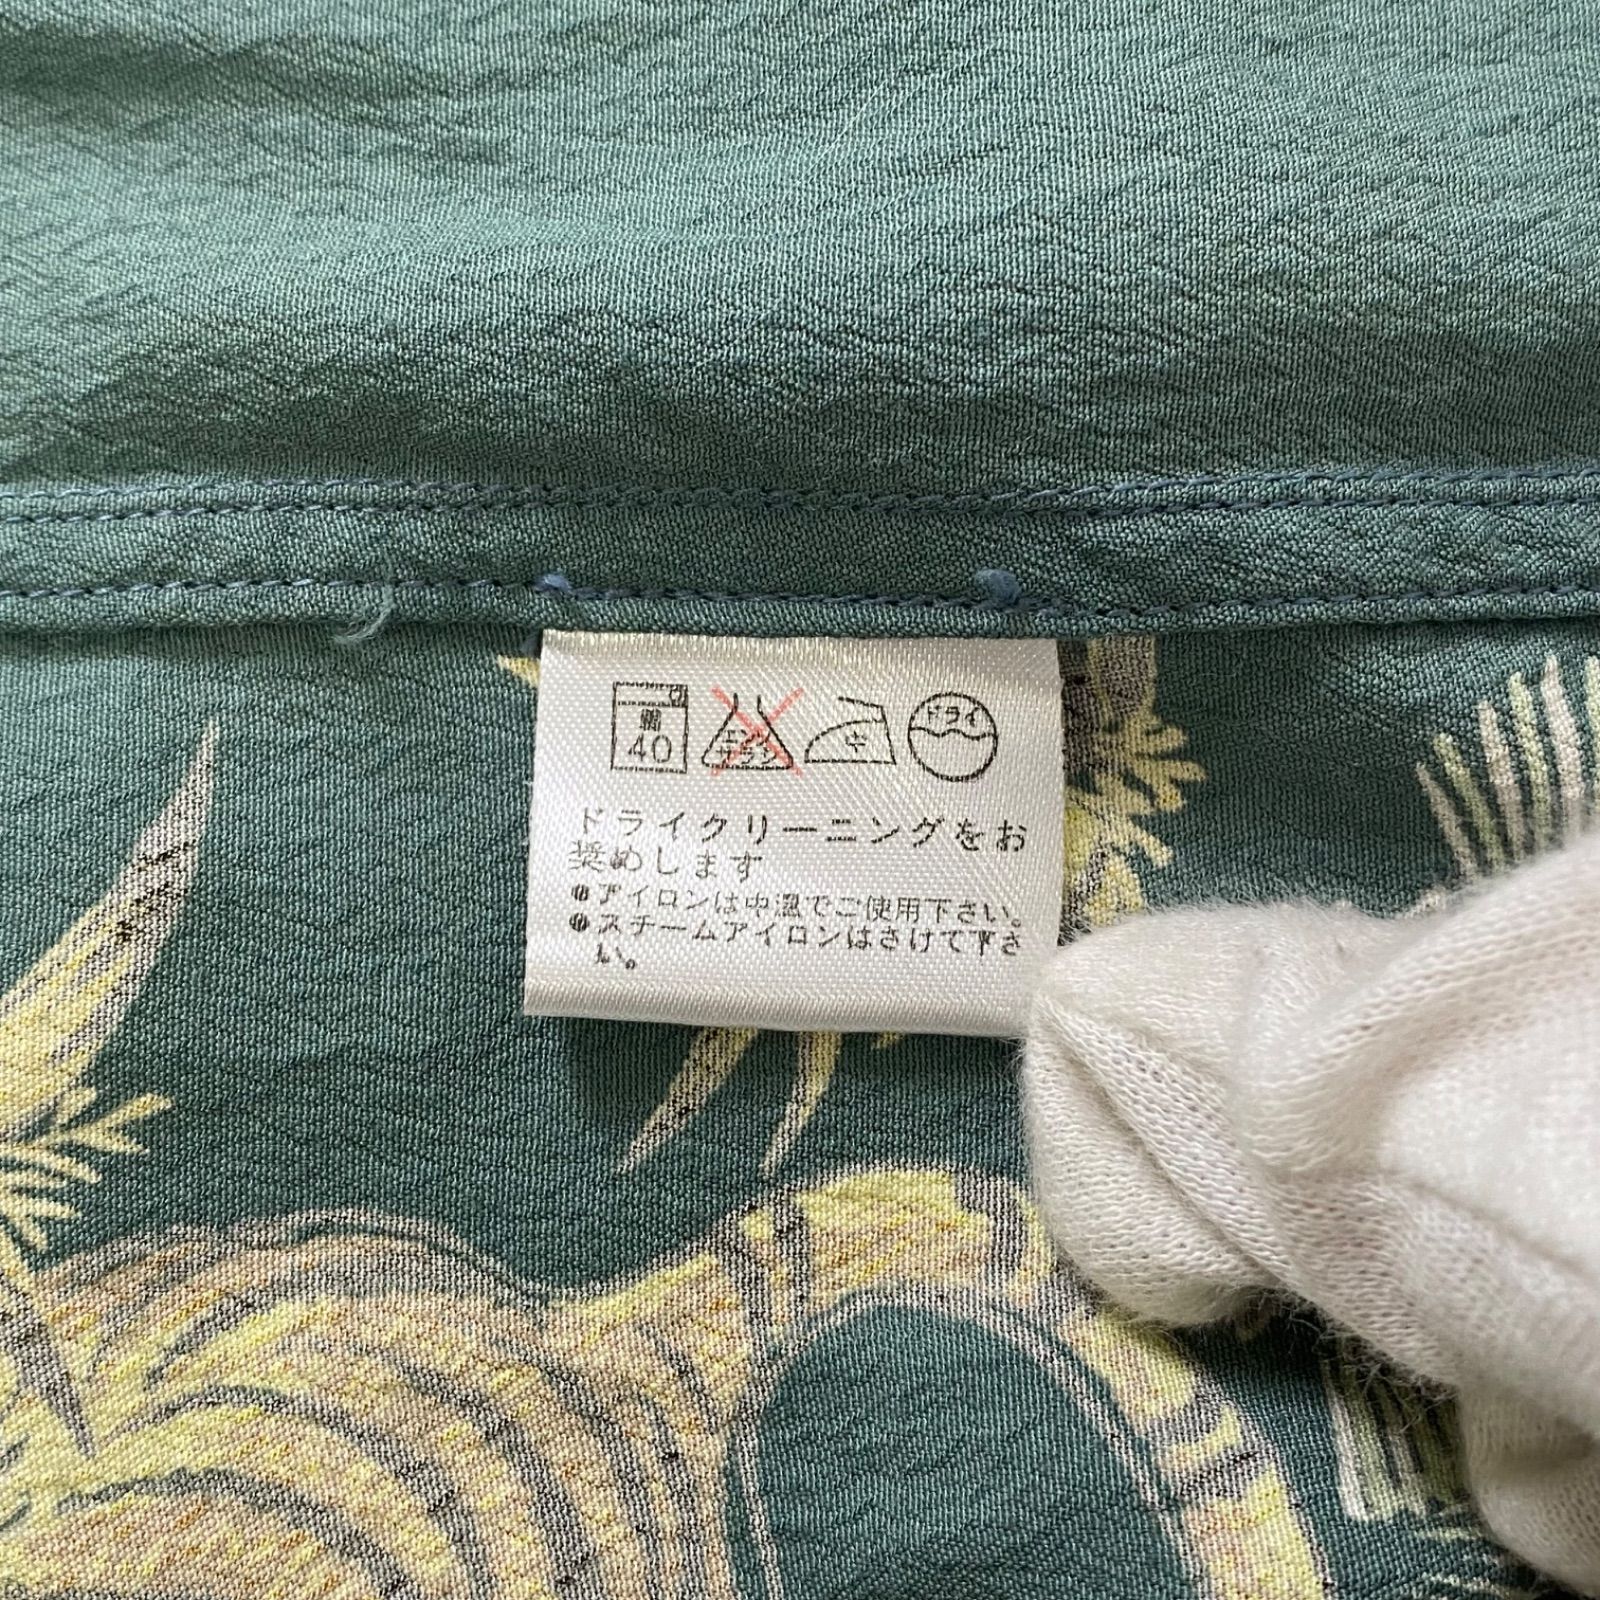 弱
40
エンソ
サラシ
中
ドライ
ドライクリーニングをお
奨めします
●アイロンは中温でご使用下さい。
●スチームアイロンはさけて下さ
い。